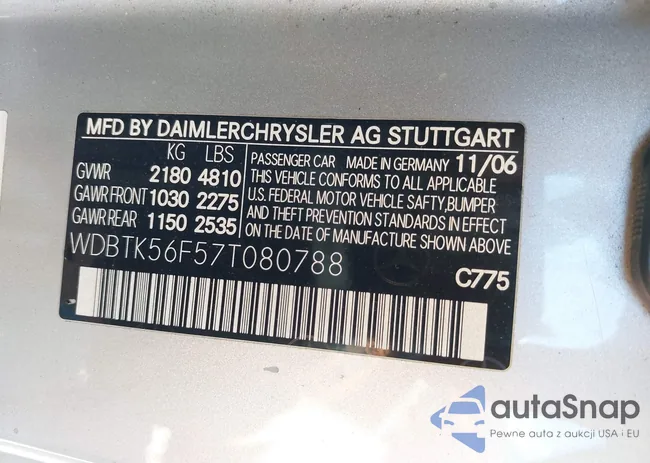 MFD BY DAIMLERCHRYSLER AG STUTTGART
KG LBS
GVWR 2180 4810
GAWR FRONT 1030 2275
GAWR REAR 1150 2535
PASSENGER CAR MADE IN GERMANY 11/06
THIS VEHICLE CONFORMS TO ALL APPLICABLE
U.S. FEDERAL MOTOR VEHICLE SAFTY,BUMPER
AND THEFT PREVENTION STANDARDS IN
EFFECT ON THE DATE OF MANUFACTURE SHOWN ABOVE
WDBTK56F57T080788
C775
autoSnap
Pewne auta z aukcji USA i EU